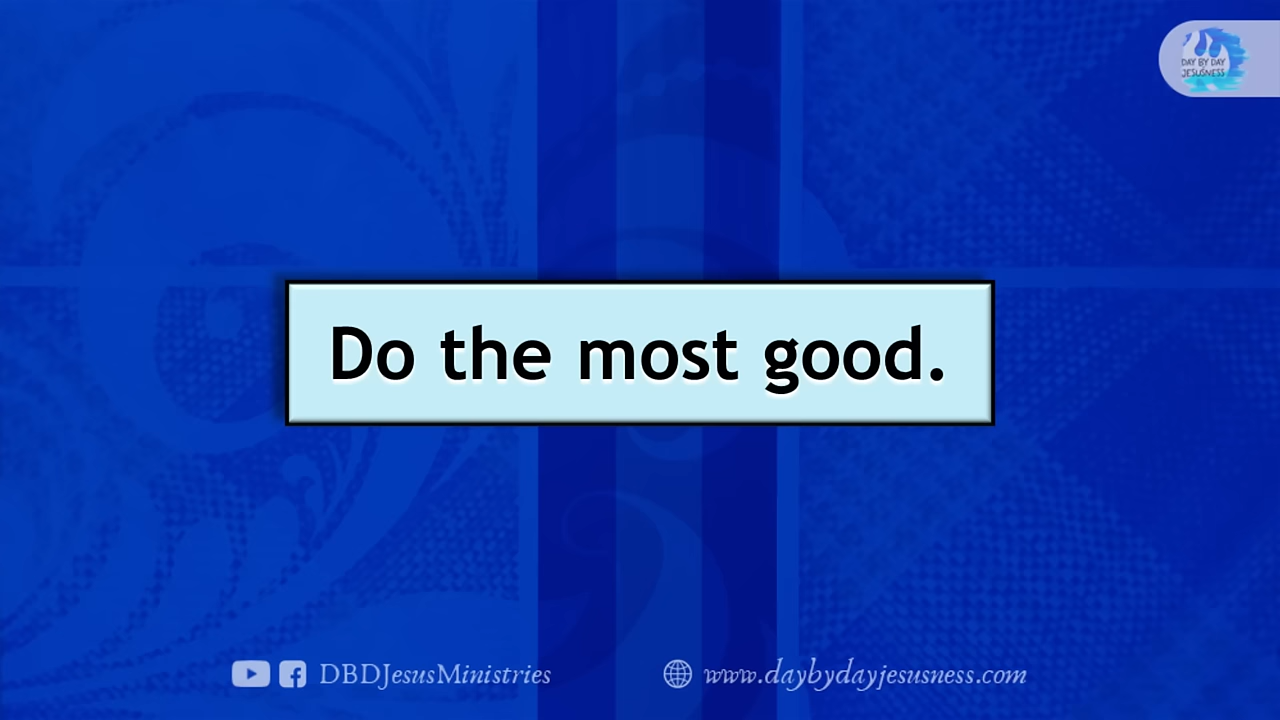 DAY BY DAY
JESUSNESS
Do the most good.
DBDJesusMinistries
www.daybydayjesusness.com